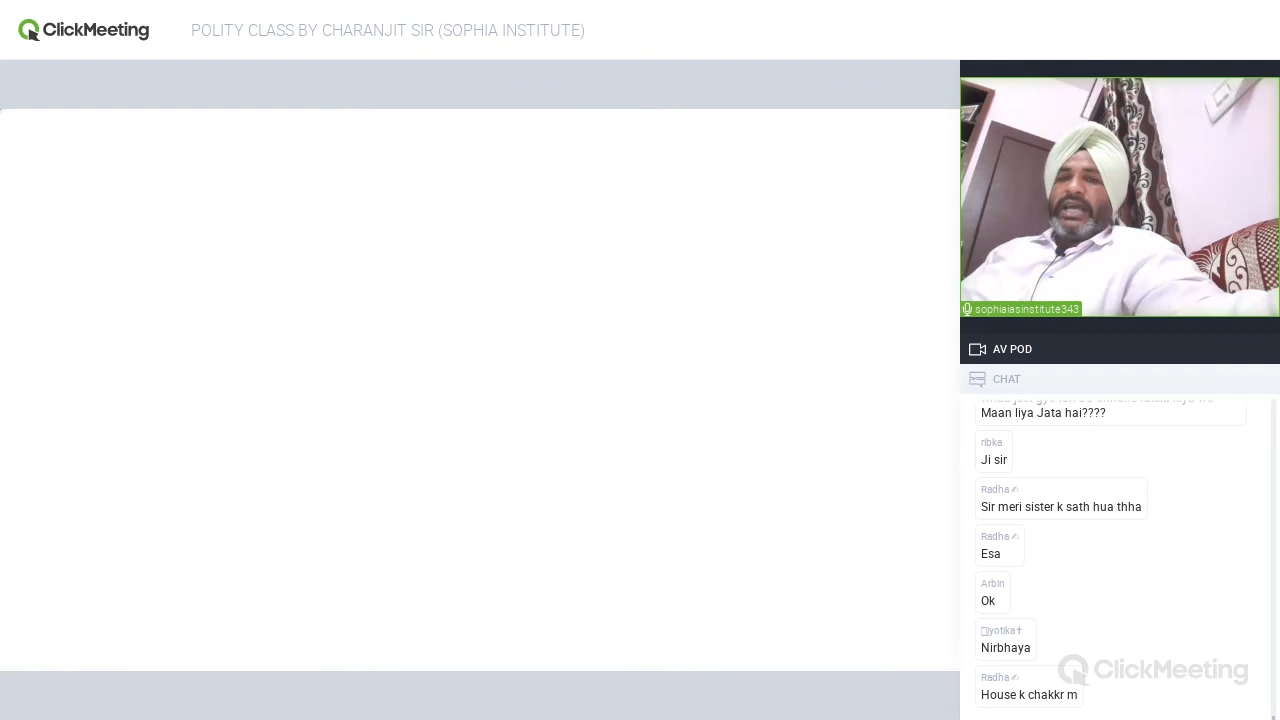 ClickMeeting
POLITY CLASS BY CHARANJIT SIR (SOPHIA INSTITUTE)
sophiaiasinstitute343
AV POD
CHAT
Maan liya Jata hai????
ribka
Ji sir
Radha✍
Sir meri sister k sath hua thha
Radha✍
Esa
Arbin
Ok
yotika✝
Nirbhaya
Radha✍
House k chakkr m
ClickMeeting